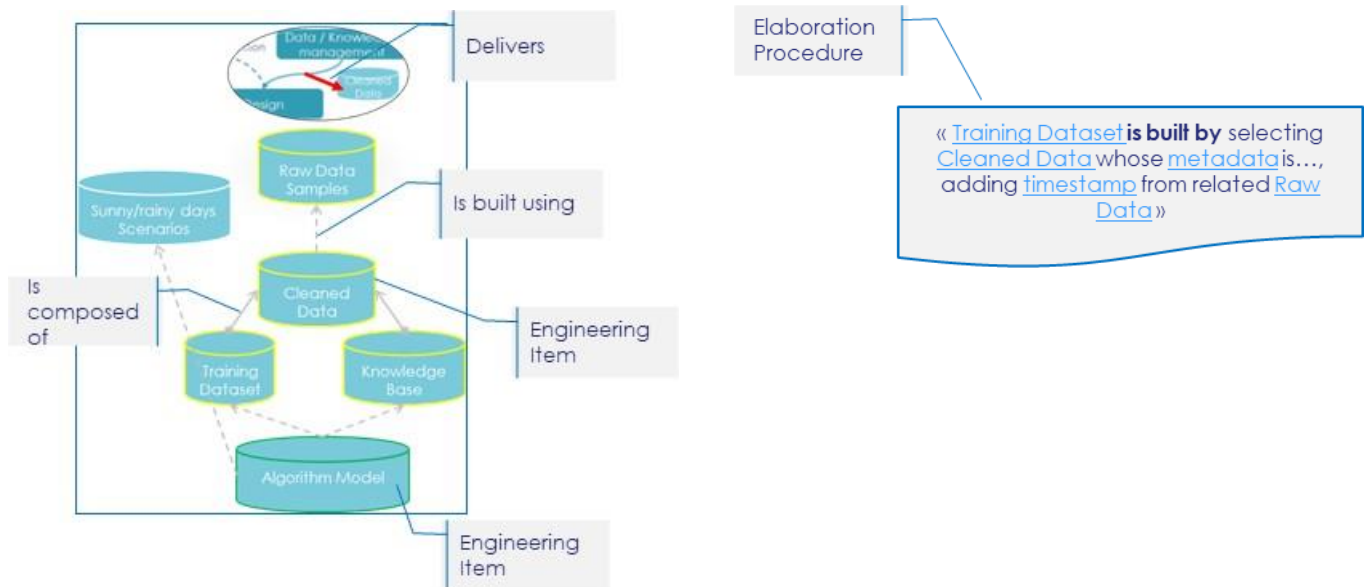 Data / Knowle
management
Cleaned
Data
Design
Delivers
Raw Data
Samples
Sunny/rainy days
Scenarios
Is built using
Is
composed
of
Cleaned
Data
Engineering
Item
Training
Dataset
Knowledge
Base
Algorithm Model
Engineering
Item
Elaboration
Procedure
« Training Dataset is built by selecting
Cleaned Data whose metadata is...,
adding timestamp from related Raw
Data »